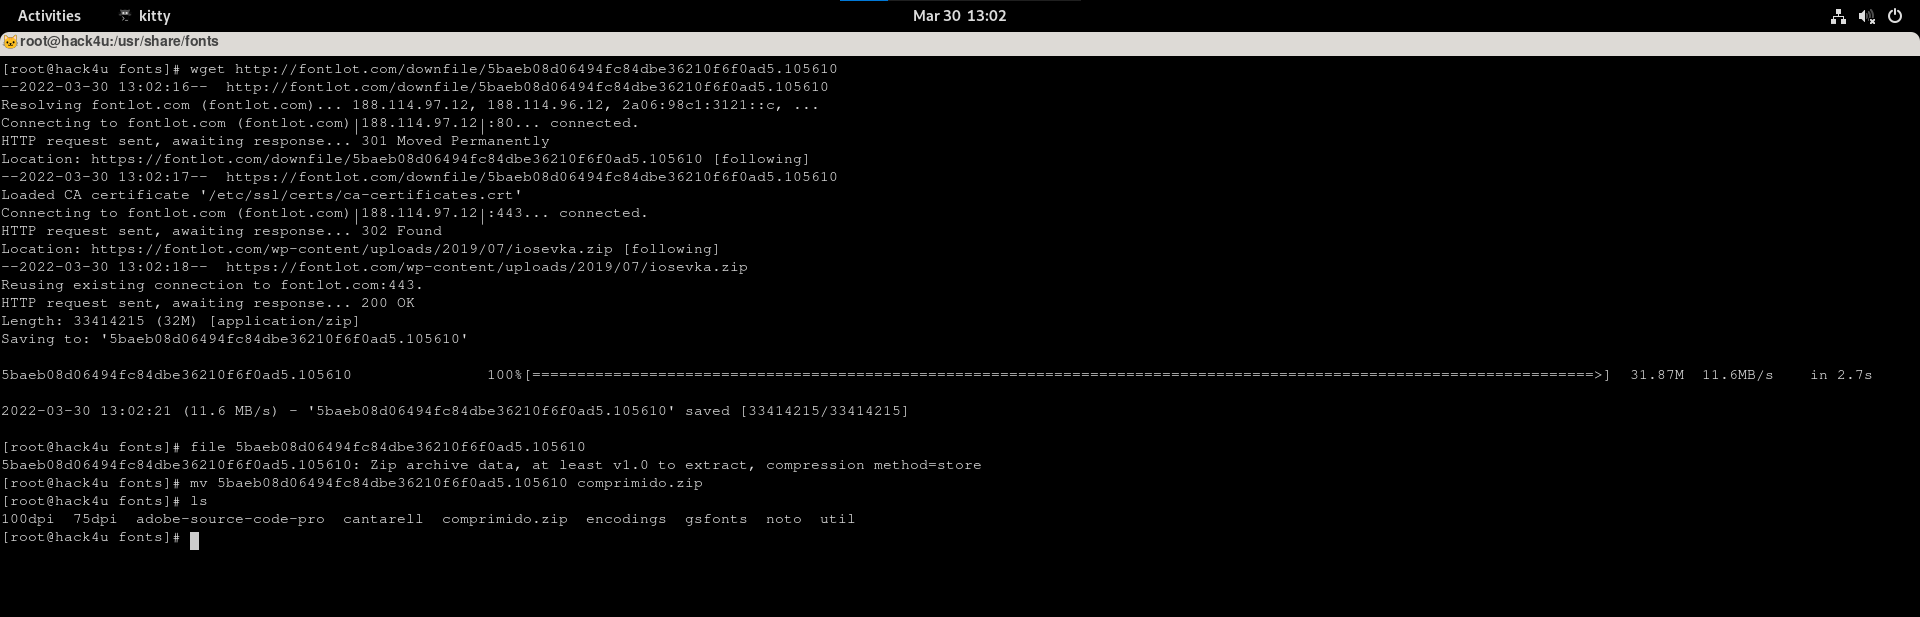 Activities kitty Mar 30 13:02
root@hack4u:/usr/share/fonts
[root@hack4u fonts]# wget http://fontlot.com/downfile/5baeb08d06494fc84dbe36210f6f0ad5.105610
--2022-03-30 13:02:16--  http://fontlot.com/downfile/5baeb08d06494fc84dbe36210f6f0ad5.105610
Resolving fontlot.com (fontlot.com)... 188.114.97.12, 188.114.96.12, 2a06:98c1:3121::c, ...
Connecting to fontlot.com (fontlot.com)|188.114.97.12|:80... connected.
HTTP request sent, awaiting response... 301 Moved Permanently
Location: https://fontlot.com/downfile/5baeb08d06494fc84dbe36210f6f0ad5.105610 [following]
--2022-03-30 13:02:17--  https://fontlot.com/downfile/5baeb08d06494fc84dbe36210f6f0ad5.105610
Loaded CA certificate '/etc/ssl/certs/ca-certificates.crt'
Connecting to fontlot.com (fontlot.com)|188.114.97.12|:443... connected.
HTTP request sent, awaiting response... 302 Found
Location: https://fontlot.com/wp-content/uploads/2019/07/iosevka.zip [following]
--2022-03-30 13:02:18--  https://fontlot.com/wp-content/uploads/2019/07/iosevka.zip
Reusing existing connection to fontlot.com:443.
HTTP request sent, awaiting response... 200 OK
Length: 33414215 (32M) [application/zip]
Saving to: '5baeb08d06494fc84dbe36210f6f0ad5.105610'
5baeb08d06494fc84dbe36210f6f0ad5.105610 100%[======================================================================================================================>] 31.87M 11.6MB/s in 2.7s
2022-03-30 13:02:21 (11.6 MB/s) - '5baeb08d06494fc84dbe36210f6f0ad5.105610' saved [33414215/33414215]
[root@hack4u fonts]# file 5baeb08d06494fc84dbe36210f6f0ad5.105610
5baeb08d06494fc84dbe36210f6f0ad5.105610: Zip archive data, at least v1.0 to extract, compression method=store
[root@hack4u fonts]# mv 5baeb08d06494fc84dbe36210f6f0ad5.105610 comprimido.zip
[root@hack4u fonts]# ls
100dpi  75dpi  adobe-source-code-pro  cantarell  comprimido.zip  encodings  gsfonts  noto  util
[root@hack4u fonts]#